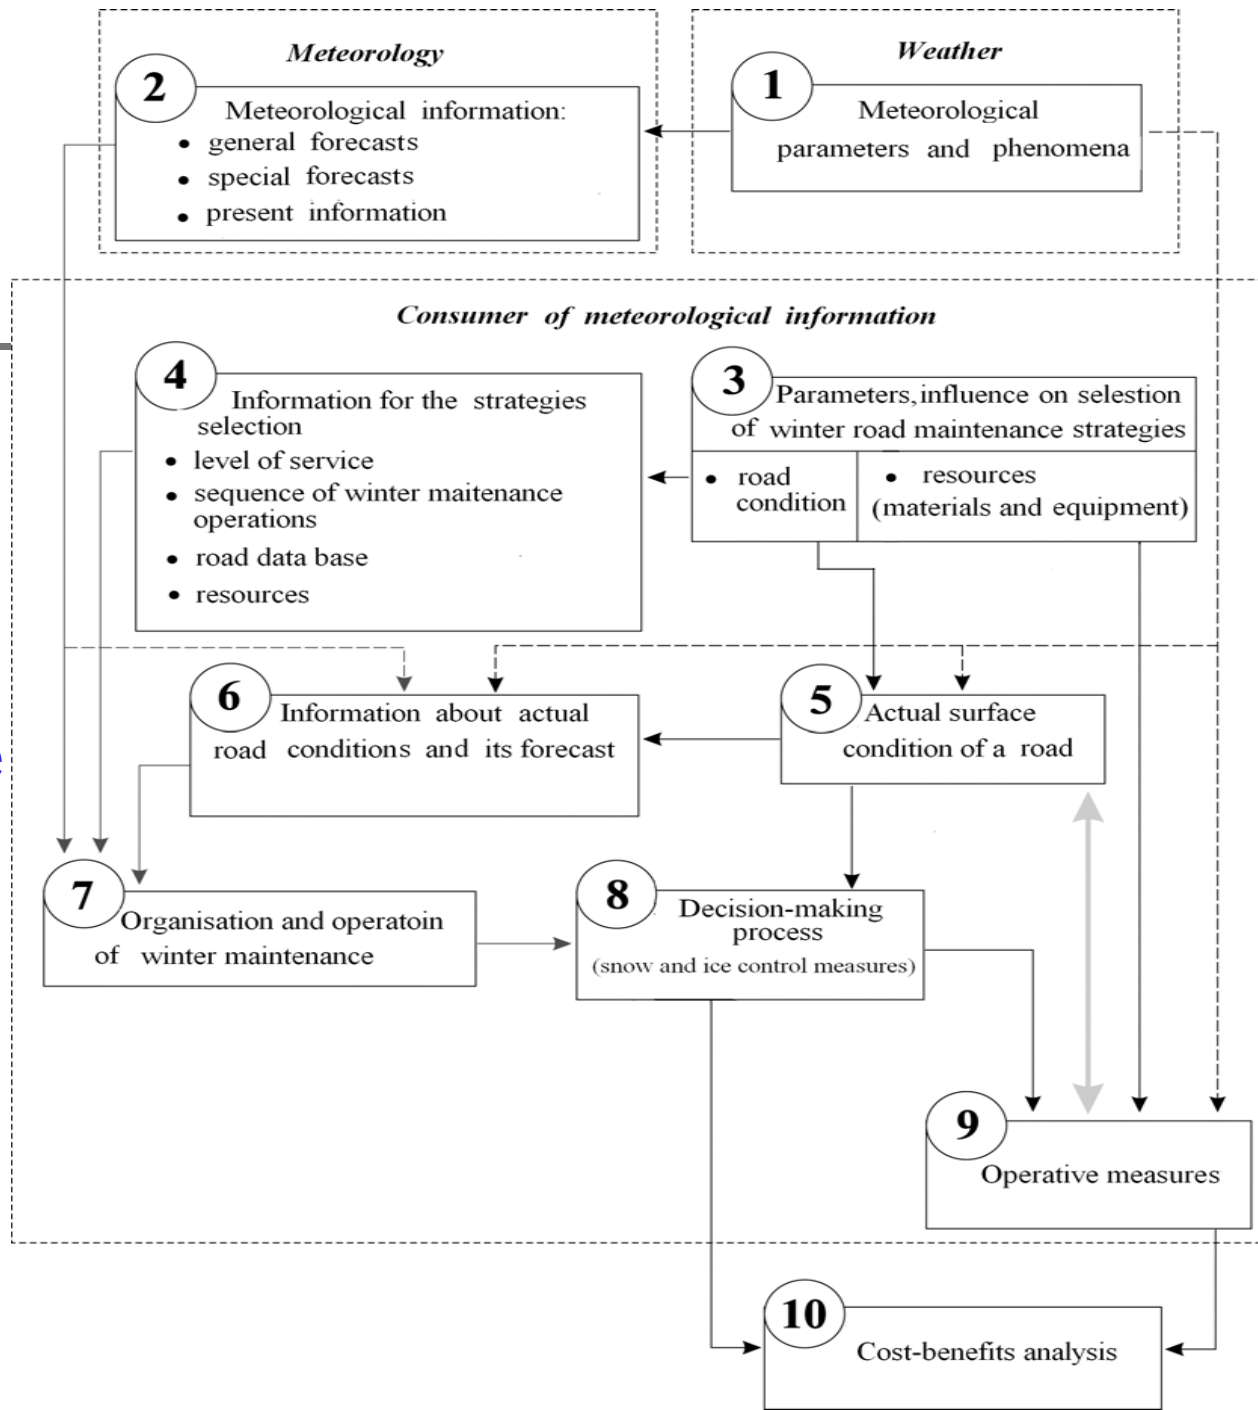 Meteorology
2
Meteorological information:
• general forecasts
• special forecasts
• present information
Weather
1
Meteorological
parameters and phenomena
Consumer of meteorological information
4
Information for the strategies
selection
• level of service
• sequence of winter maitenance
operations
• road data base
• resources
3
Parameters, influence on selestion
of winter road maintenance strategies
• road
condition
• resources
(materials and equipment)
6
Information about actual
road conditions and its forecast
5
Actual surface
condition of a road
7
Organisation and operatoin
of winter maintenance
8
Decision-making
process
(snow and ice control measures)
9
Operative measures
10
Cost-benefits analysis